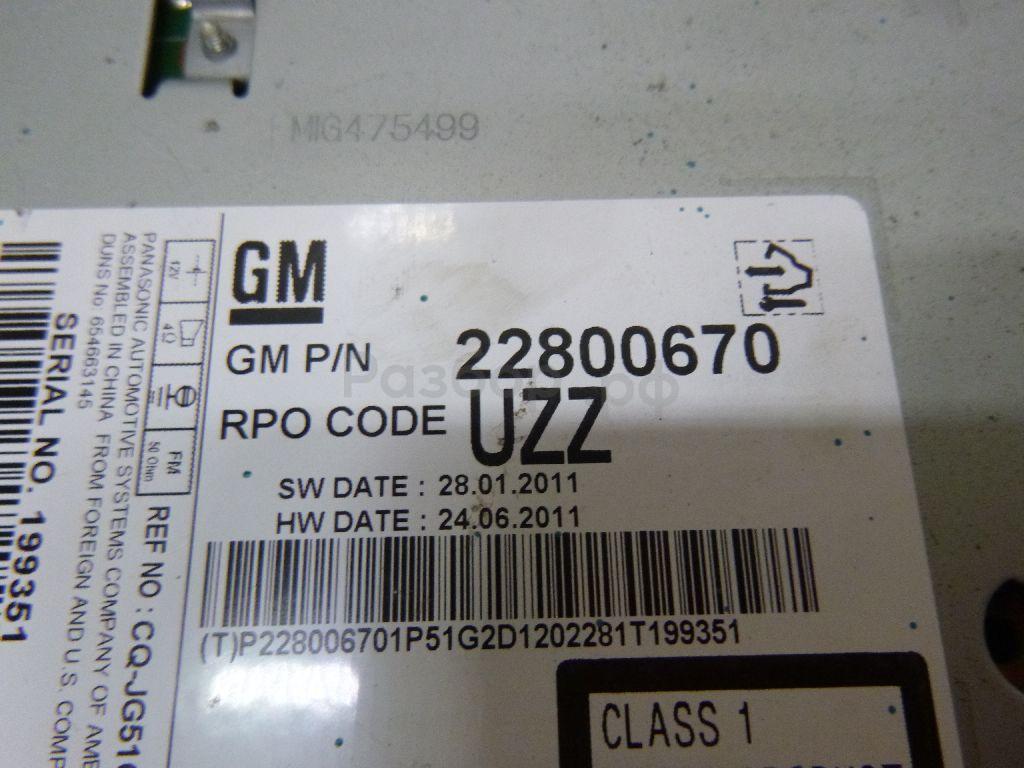 MIG475499
GM
GM P/N 22800670
Разбор.рф
RPO CODE UZZ
SW DATE : 28.01.2011
HW DATE : 24.06.2011
(T)P228006701P51G2D1202281T199351
CLASS 1
12V
4Ω
FM
50 Ohm
REF NO : CQ-JG51
PANASONIC AUTOMOTIVE SYSTEMS COMPANY OF
ASSEMBLED IN CHINA FROM FOREIGN AND U.S.
DUNS No: 654663145
SERIAL NO. 199351